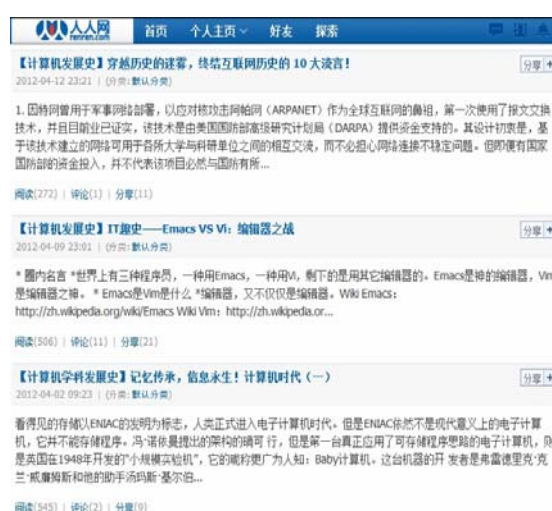 人人网 renren.com 首页 个人主页 好友 探索
【计算机发展史】穿越历史的迷雾，终结互联网历史的 10 大谎言！ 分享 +
2012-04-12 23:21 | (分类: 默认分类)
1. 因特网曾用于军事网络部署，以应对核攻击阿帕网（ARPANET）作为全球互联网的鼻祖，第一次使用了报文交换
技术，并且目前业已证实，该技术是由美国国防部高级研究计划局（DARPA）提供资金支持的。其设计初衷是，基
于该技术建立的网络可用于各所大学与科研单位之间的相互交流，而不必担心网络连接不稳定问题。但即便有国家
国防部的资金投入，并不代表该项目必然与国防有所...
阅读(272) | 评论(1) | 分享(11)
【计算机发展史】IT趣史——Emacs VS Vi：编辑器之战 分享 +
2012-04-09 23:01 | (分类: 默认分类)
* 圈内名言 *世界上有三种程序员，一种用Emacs，一种用Vi，剩下的是用其它编辑器的。Emacs是神的编辑器，Vim
是编辑器之神。 * Emacs是Vim是什么 *编辑器，又不仅仅是编辑器。Wiki Emacs：
http://zh.wikipedia.org/wiki/Emacs Wiki Vim：http://zh.wikipedia.or...
阅读(506) | 评论(11) | 分享(21)
【计算机学科发展史】记忆传承，信息永生！计算机时代（一） 分享 +
2012-04-02 09:23 | (分类: 默认分类)
看得见的存储以ENIAC的发明为标志，人类正式进入电子计算机时代。但是ENIAC依然不是现代意义上的电子计算
机，它并不能存储程序。冯·诺依曼提出的架构的确可 行，但是第一台真正应用了可存储程序思路的电子计算机，则
是英国在1948年开发的“小规模实验机”，它的昵称更广为人知：Baby计算机。这台机器的开 发者是弗雷德里克·克
兰·威廉姆斯和他的助手汤玛斯·基尔伯...
阅读(545) | 评论(2) | 分享(9)